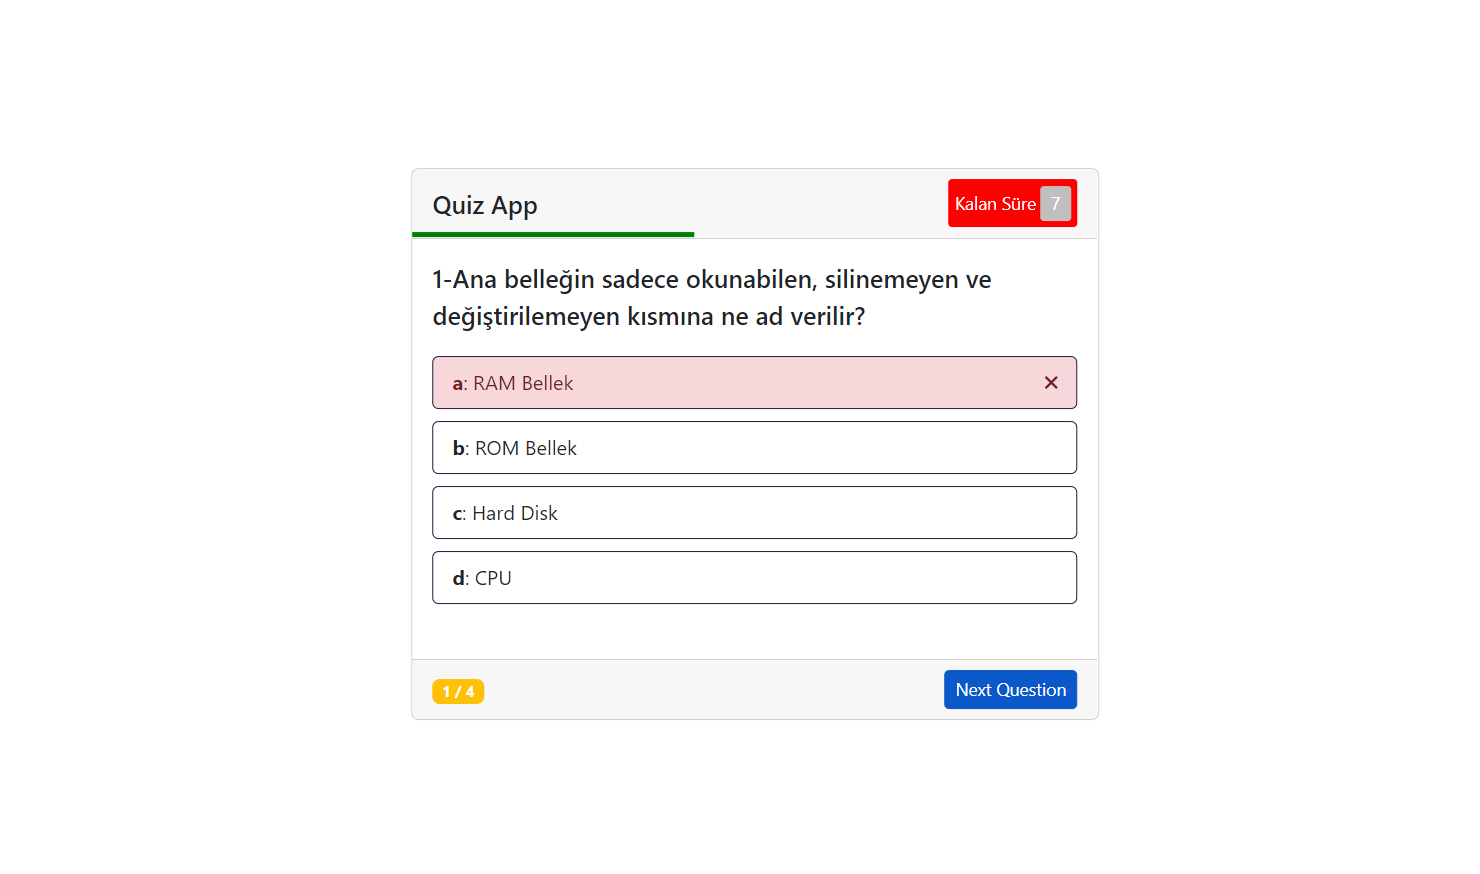 Quiz App
Kalan Süre 7
1-Ana belleğin sadece okunabilen, silinemeyen ve
değiştirilemeyen kısmına ne ad verilir?
a: RAM Bellek
b: ROM Bellek
c: Hard Disk
d: CPU
1 / 4
Next Question